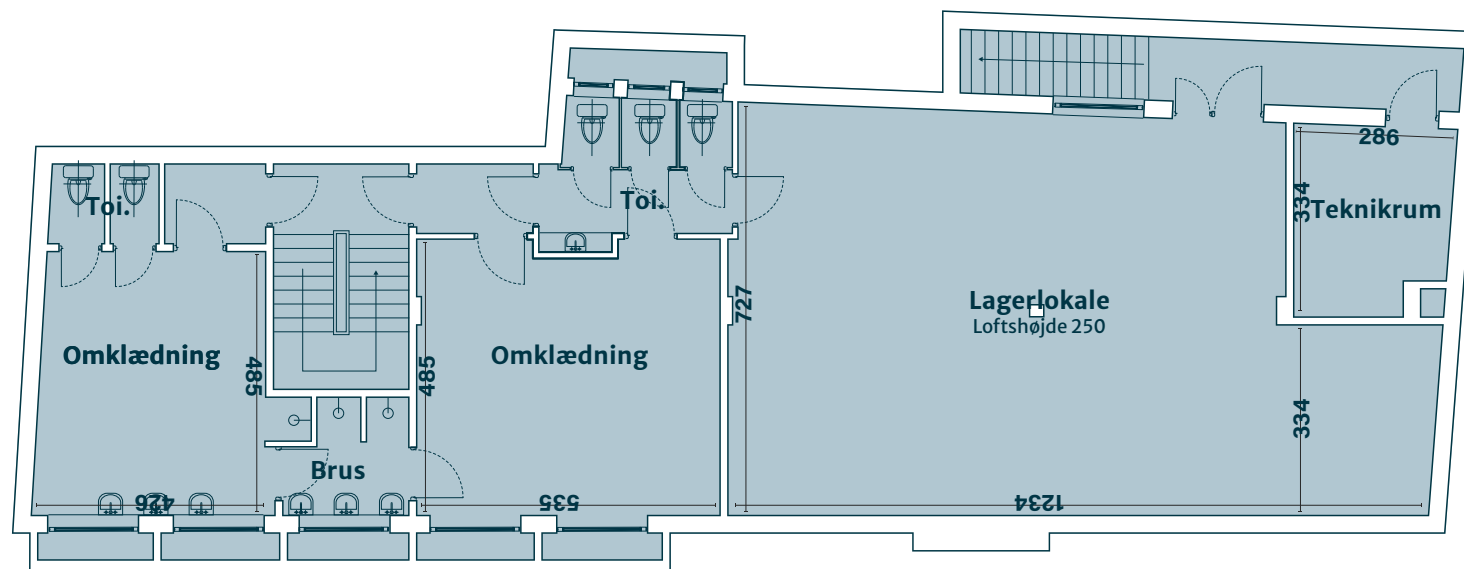 286
Toi.
Toi.
334
Teknikrum
727
Lagerlokale
Loftshøjde 250
Omklædning
485
Omklædning
485
334
Brus
426
535
1234